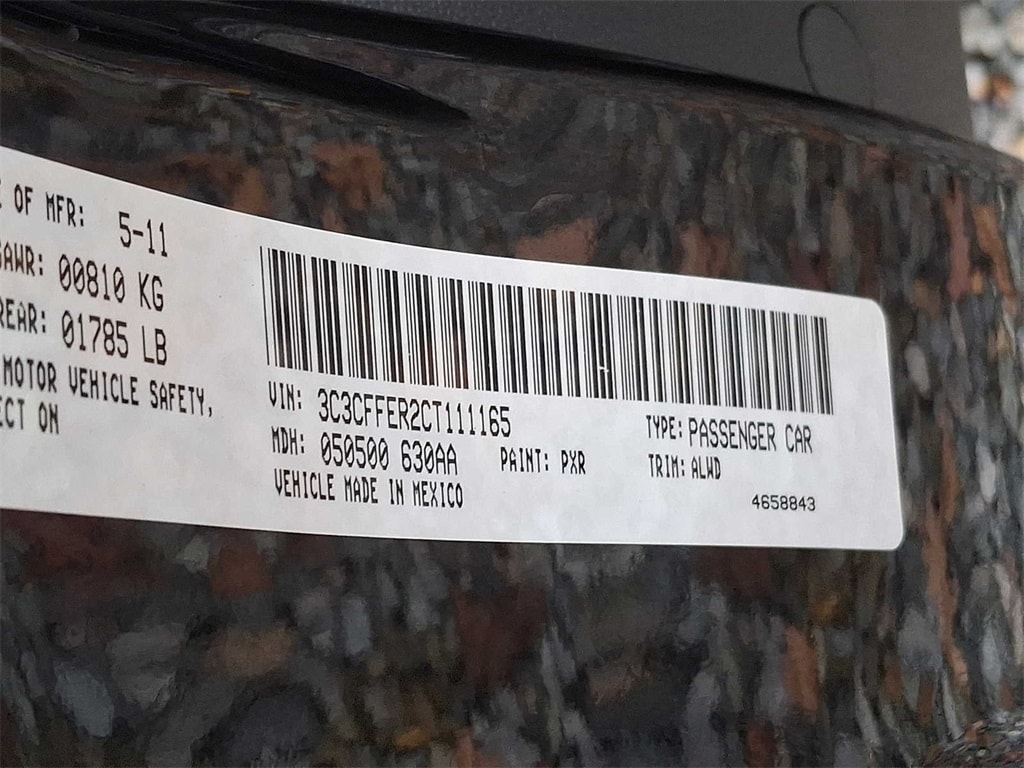 OF MFR: 5-11
GAWR: 00810 KG
REAR: 01785 LB
MOTOR VEHICLE SAFETY,
ECT ON
VIN: 3C3CFFER2CT111165
TYPE: PASSENGER CAR
MDH: 050500 630AA PAINT: PXR
TRIM: ALWD
VEHICLE MADE IN MEXICO
4658843